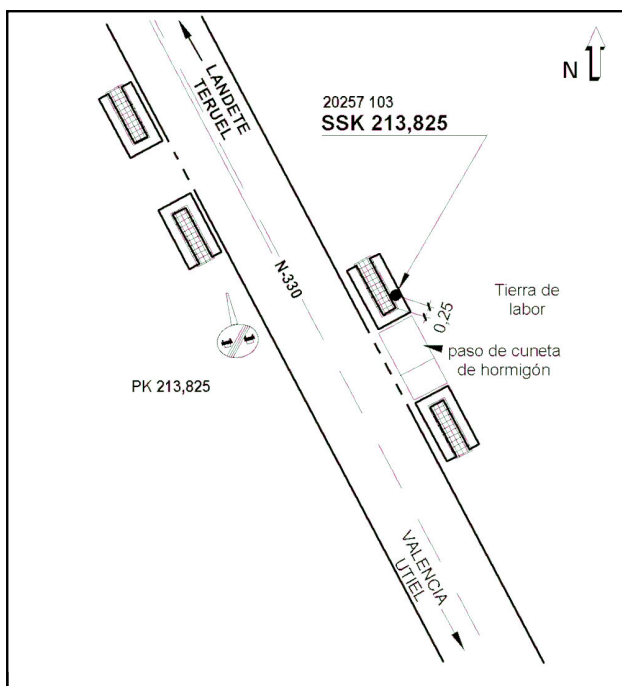 LANDETE
TERUEL
N
20257 103
SSK 213,825
N-330
Tierra de
labor
0,25
paso de cuneta
de hormigón
PK 213,825
VALENCIA
UTIEL